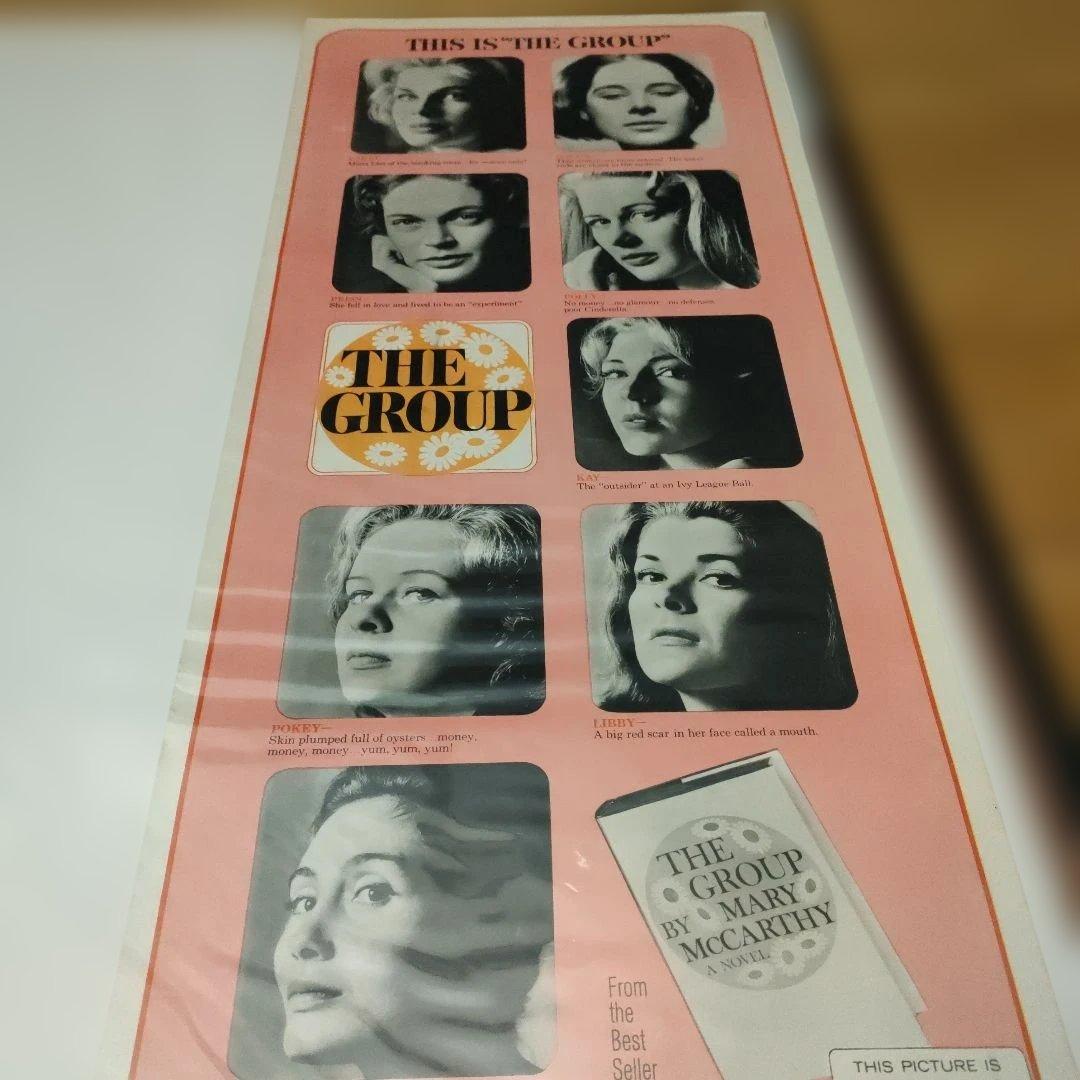 THIS IS "THE GROUP"
PRISS
She fell in love and lived to be an "experiment"
POLLY
No money...no glamour...no defenses,
poor Cinderella.
THE
GROUP
KAY—
The "outsider" at an Ivy League Ball.
POKEY—
Skin plumped full of oysters...money,
money, money...yum, yum, yum!
LIBBY—
A big red scar in her face called a mouth.
THE
GROUP
BY MARY
McCARTHY
A NOVEL
From
the
Best
Seller
THIS PICTURE IS